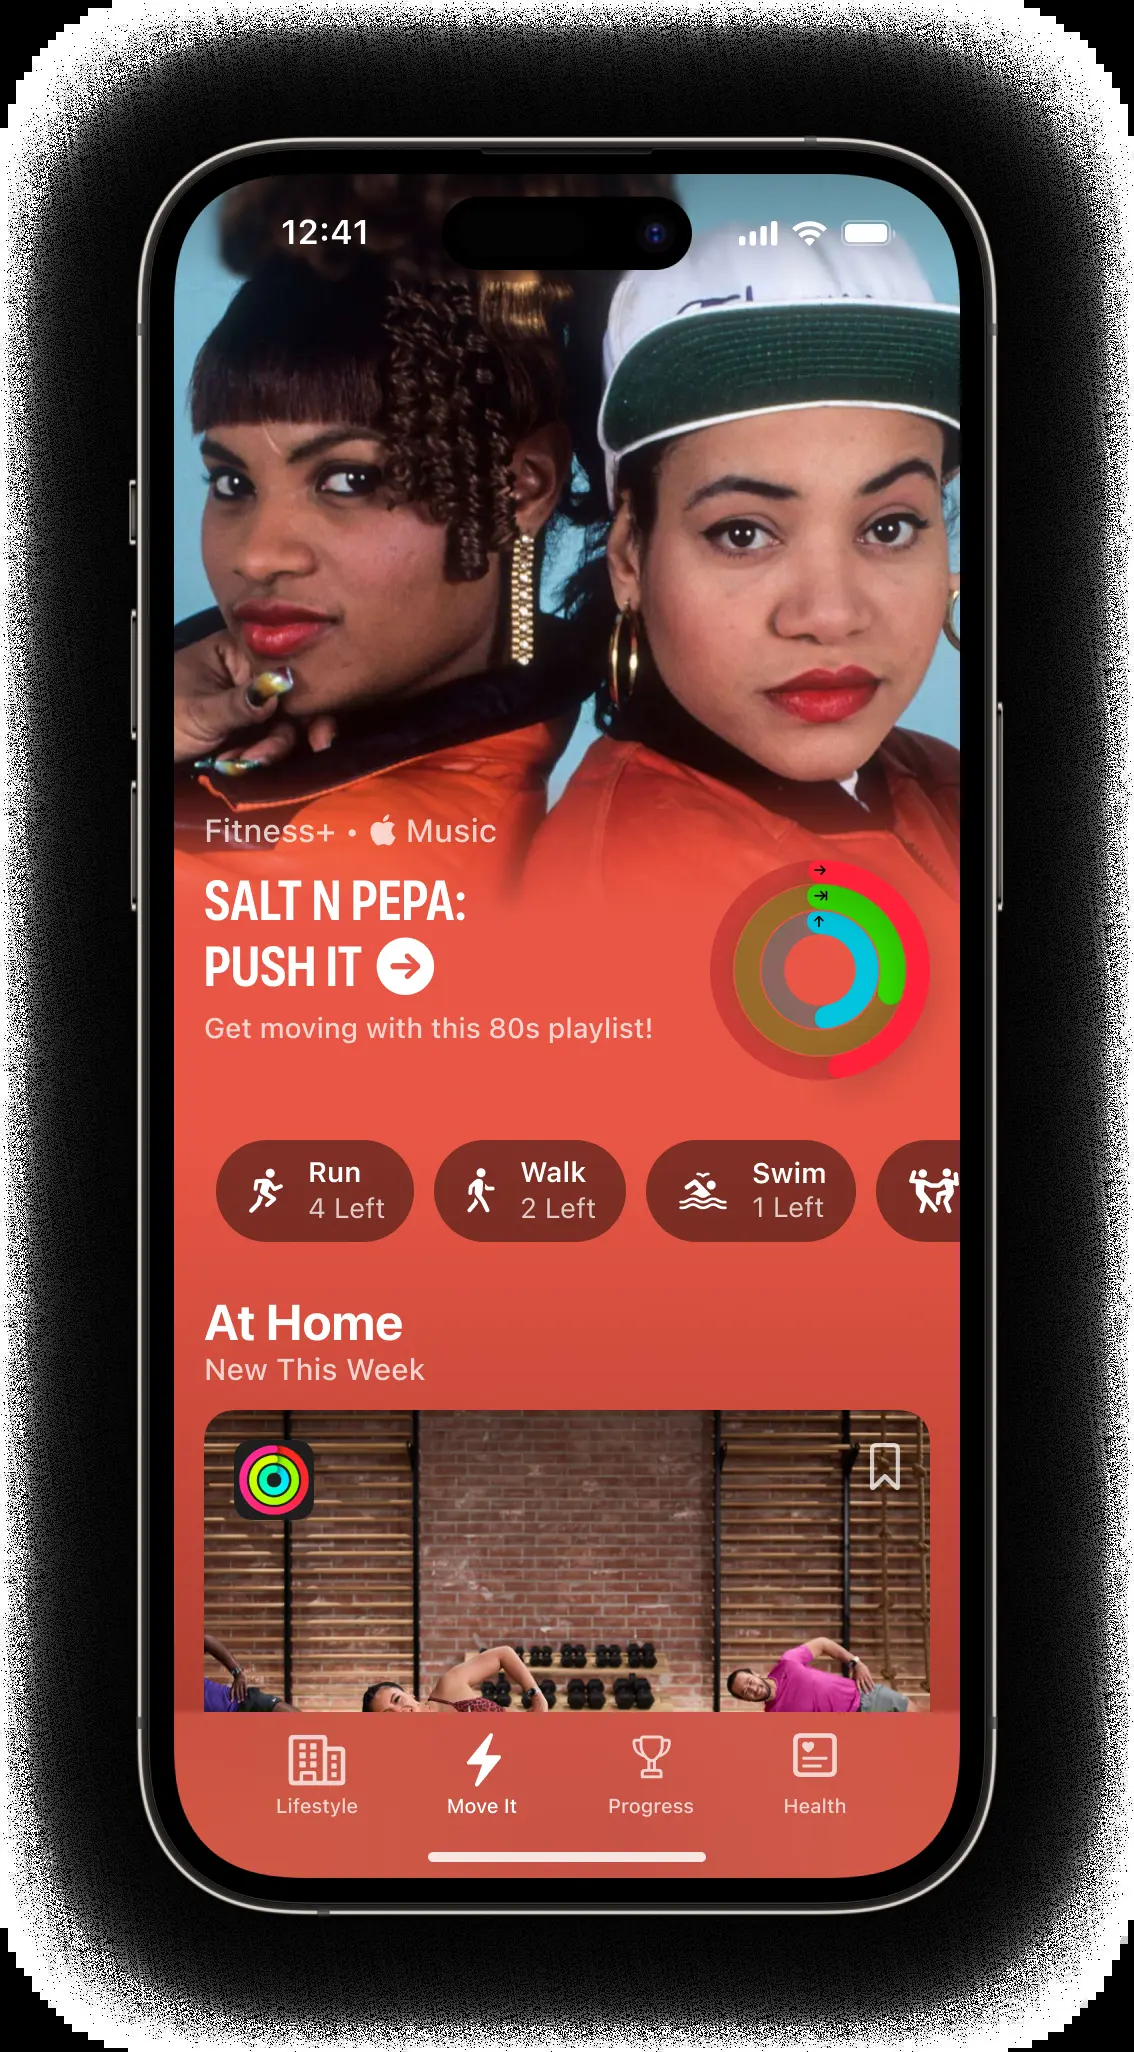 12:41
Fitness+ • Music
SALT N PEPA:
PUSH IT
Get moving with this 80s playlist!
Run
4 Left
Walk
2 Left
Swim
1 Left
At Home
New This Week
Lifestyle
Move It
Progress
Health